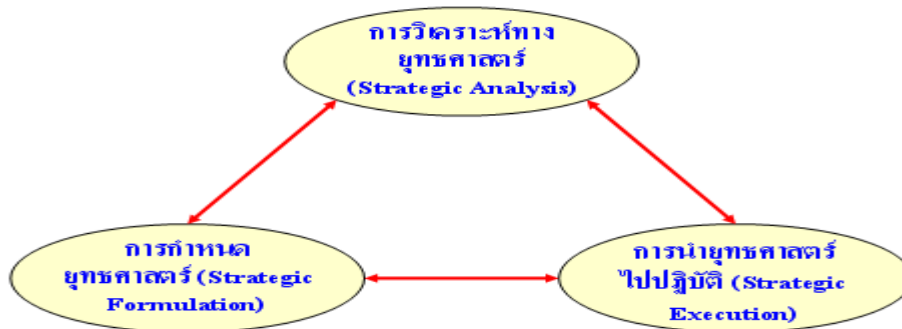 การวิเคราะห์ทาง
ยุทธศาสตร์
(Strategic Analysis)
การกำหนด
ยุทธศาสตร์ (Strategic
Formulation)
การนำยุทธศาสตร์
ไปปฏิบัติ (Strategic
Execution)